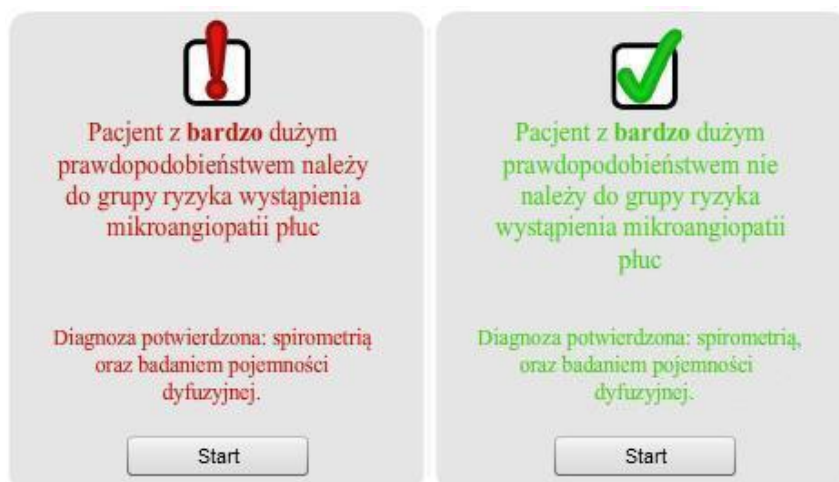 Pacjent z bardzo dużym
prawdopodobieństwem należy
do grupy ryzyka wystąpienia
mikroangiopatii płuc
Diagnoza potwierdzona: spirometrią
oraz badaniem pojemności
dyfuzyjnej.
Start
Pacjent z bardzo dużym
prawdopodobieństwem nie
należy do grupy ryzyka
wystąpienia mikroangiopatii
płuc
Diagnoza potwierdzona: spirometrią,
oraz badaniem pojemności
dyfuzyjnej.
Start